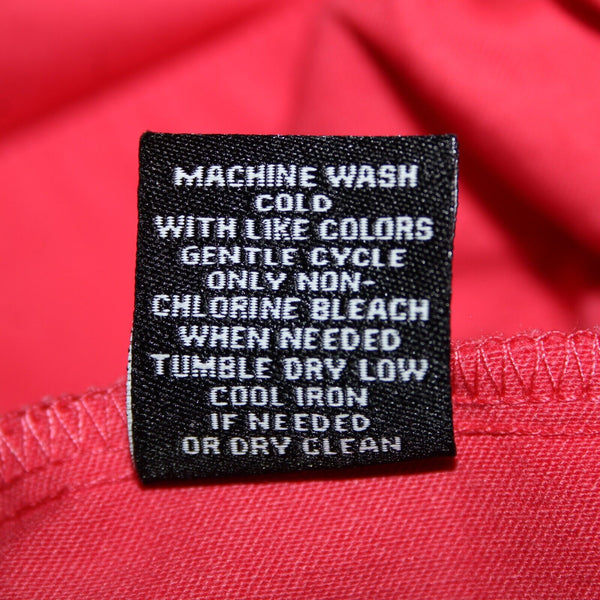 MACHINE WASH
COLD
WITH LIKE COLORS
GENTLE CYCLE
ONLY NON-
CHLORINE BLEACH
WHEN NEEDED
TUMBLE DRY LOW
COOL IRON
IF NEEDED
OR DRY CLEAN